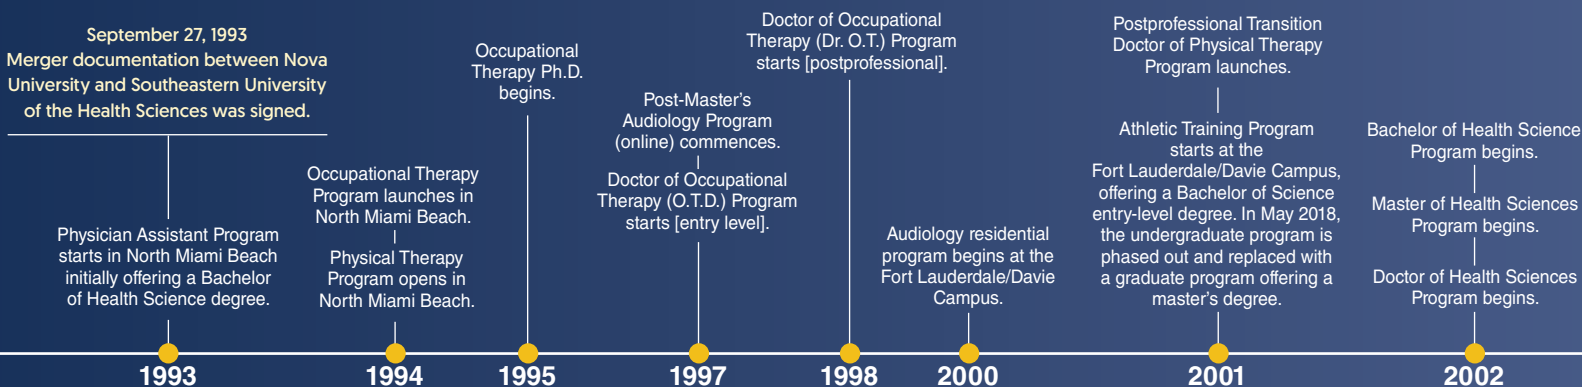 September 27, 1993
Merger documentation between Nova
University and Southeastern University
of the Health Sciences was signed.
Physician Assistant Program
starts in North Miami Beach
initially offering a Bachelor
of Health Science degree.
1993
Occupational Therapy
Program launches in
North Miami Beach.
Physical Therapy
Program opens in
North Miami Beach.
1994
Occupational
Therapy Ph.D.
begins.
1995
Post-Master’s
Audiology Program
(online) commences.
Doctor of Occupational
Therapy (O.T.D.) Program
starts [entry level].
1997
Doctor of Occupational
Therapy (Dr. O.T.) Program
starts [postprofessional].
1998
Audiology residential
program begins at the
Fort Lauderdale/Davie
Campus.
2000
Postprofessional Transition
Doctor of Physical Therapy
Program launches.
Athletic Training Program
starts at the
Fort Lauderdale/Davie Campus,
offering a Bachelor of Science
entry-level degree. In May 2018,
the undergraduate program is
phased out and replaced with
a graduate program offering a
master’s degree.
2001
Bachelor of Health Science
Program begins.
Master of Health Sciences
Program begins.
Doctor of Health Sciences
Program begins.
2002